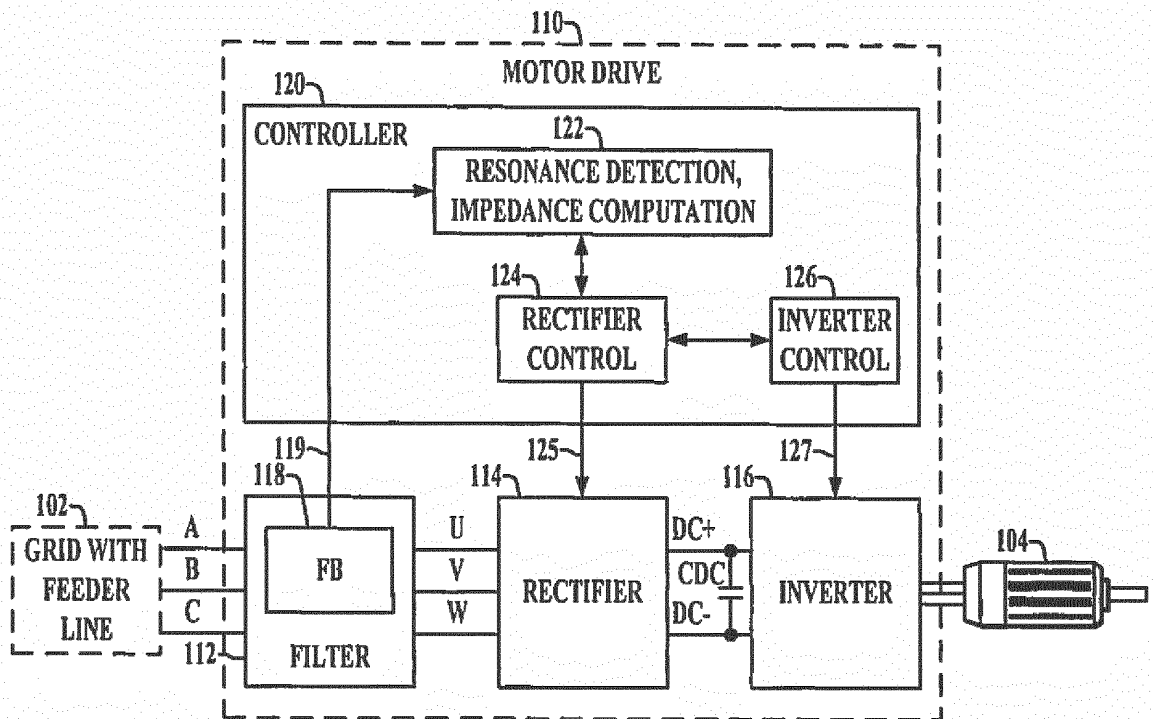 110
MOTOR DRIVE
120
CONTROLLER
122
RESONANCE DETECTION,
IMPEDANCE COMPUTATION
124
RECTIFIER
CONTROL
126
INVERTER
CONTROL
119
125
127
118
114
116
102
GRID WITH
FEEDER
LINE
A
B
C
112
FB
FILTER
U
V
W
RECTIFIER
DC+
CDC
DC-
INVERTER
104